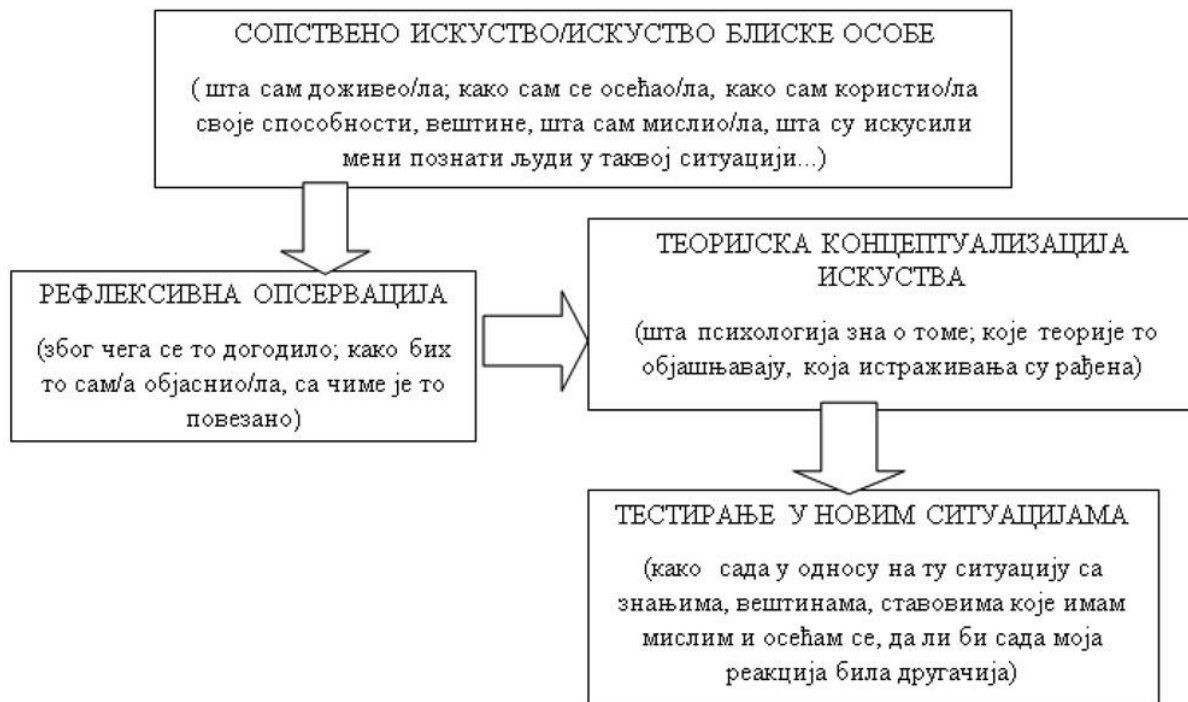 СОПСТВЕНО ИСКУСТВО/ИСКУСТВО БЛИСКЕ ОСОБЕ
( шта сам доживео/ла; како сам се осећао/ла, како сам користио/ла
своје способности, вештине, шта сам мислио/ла, шта су искусили
мени познати људи у таквој ситуацији...)
РЕФЛЕКСИВНА ОПСЕРВАЦИЈА
(због чега се то догодило; како бих
то сам/а објаснио/ла, са чиме је то
повезано)
ТЕОРИЈСКА КОНЦЕПТУАЛИЗАЦИЈА
ИСКУСТВА
(шта психологија зна о томе; које теорије то
објашњавају, која истраживања су рађена)
ТЕСТИРАЊЕ У НОВИМ СИТУАЦИЈАМА
(како сада у односу на ту ситуацију са
знањима, вештинама, ставовима које имам
мислим и осећам се, да ли би сада моја
реакција била другачија)